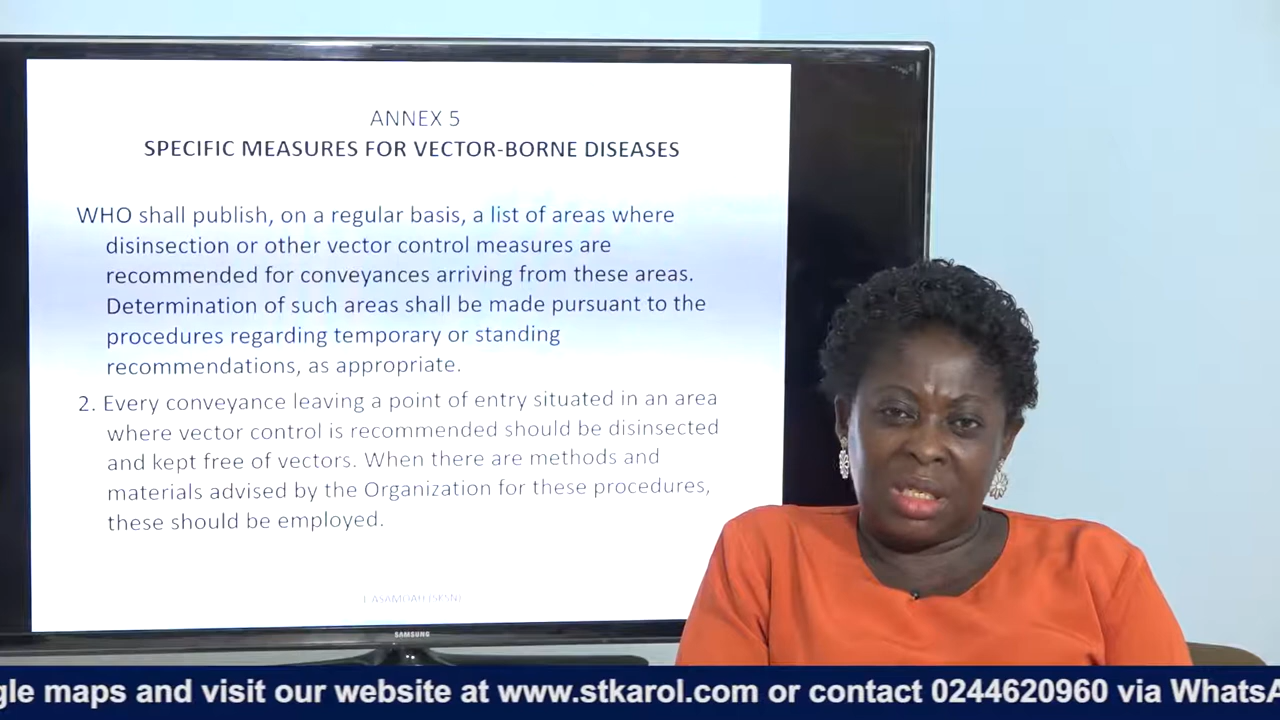 ANNEX 5
SPECIFIC MEASURES FOR VECTOR-BORNE DISEASES
WHO shall publish, on a regular basis, a list of areas where
disinsection or other vector control measures are
recommended for conveyances arriving from these areas.
Determination of such areas shall be made pursuant to the
procedures regarding temporary or standing
recommendations, as appropriate.
2. Every conveyance leaving a point of entry situated in an area
where vector control is recommended should be disinsected
and kept free of vectors. When there are methods and
materials advised by the Organization for these procedures,
these should be employed.
ASAMOAH (SKSN)
SAMSUNG
gle maps and visit our website at www.stkarol.com or contact 0244620960 via WhatsA